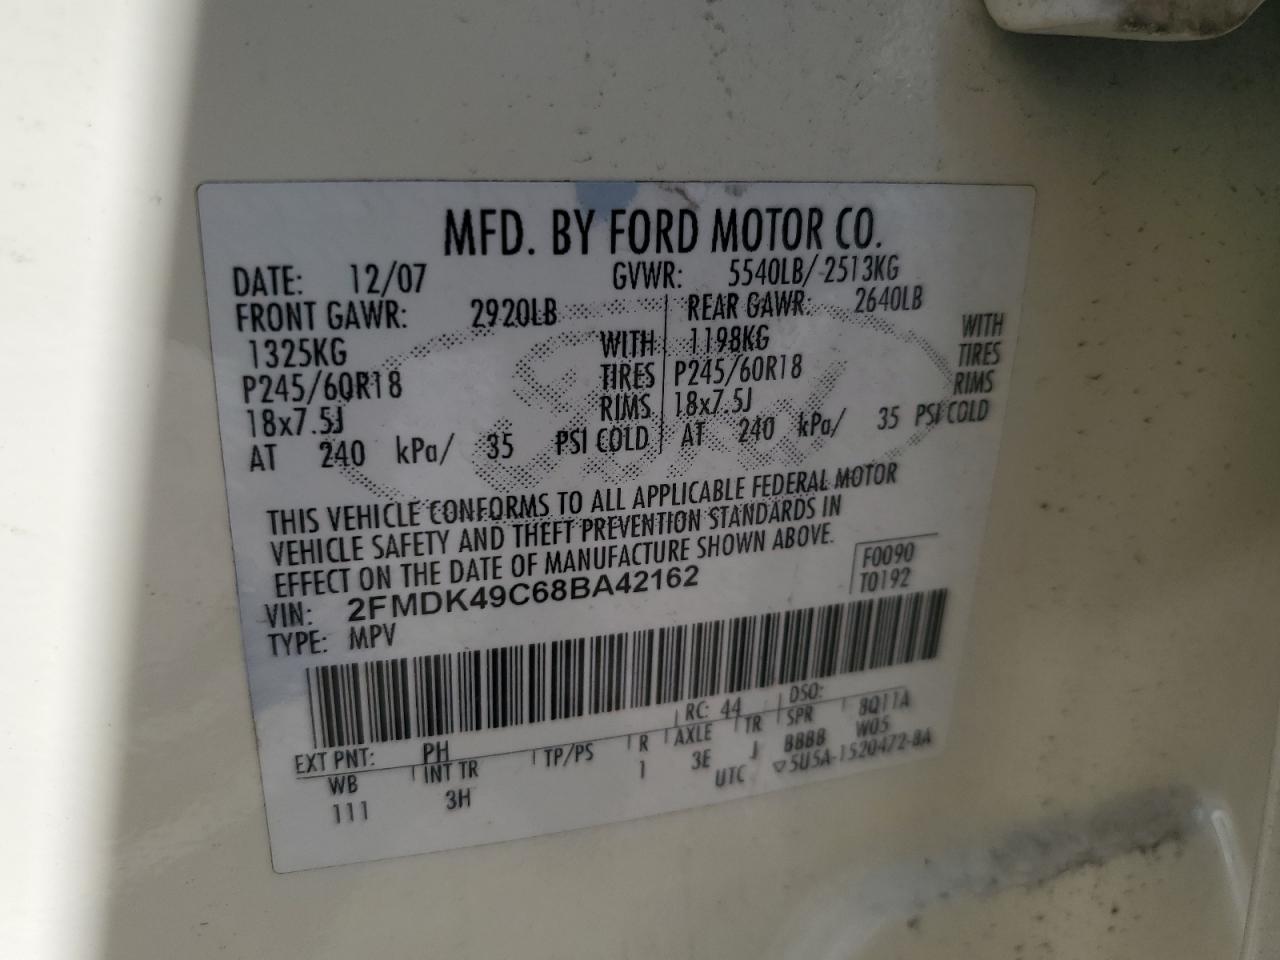 MFD. BY FORD MOTOR CO.
DATE: 12/07 GVWR: 5540LB/ 2513KG
FRONT GAWR: 2920LB REAR GAWR: 2640LB
1325KG WITH 1198KG WITH
P245/60R18 TIRES P245/60R18 TIRES
18x7.5J RIMS 18x7.5J RIMS
AT 240 kPa/ 35 PSI COLD AT 240 kPa/ 35 PSI COLD
THIS VEHICLE CONFORMS TO ALL APPLICABLE FEDERAL MOTOR
VEHICLE SAFETY AND THEFT PREVENTION STANDARDS IN
EFFECT ON THE DATE OF MANUFACTURE SHOWN ABOVE.
F0090
VIN: 2FMDK49C68BA42162
T0192
TYPE: MPV
EXT PNT: PH RC: 44 DSO:
WB INT TR TP/PS R AXLE TR SPR 8Q11A
111 3H 1 3E J BBBB W05
UTC ▽5U5A-1520472-BA
Ford